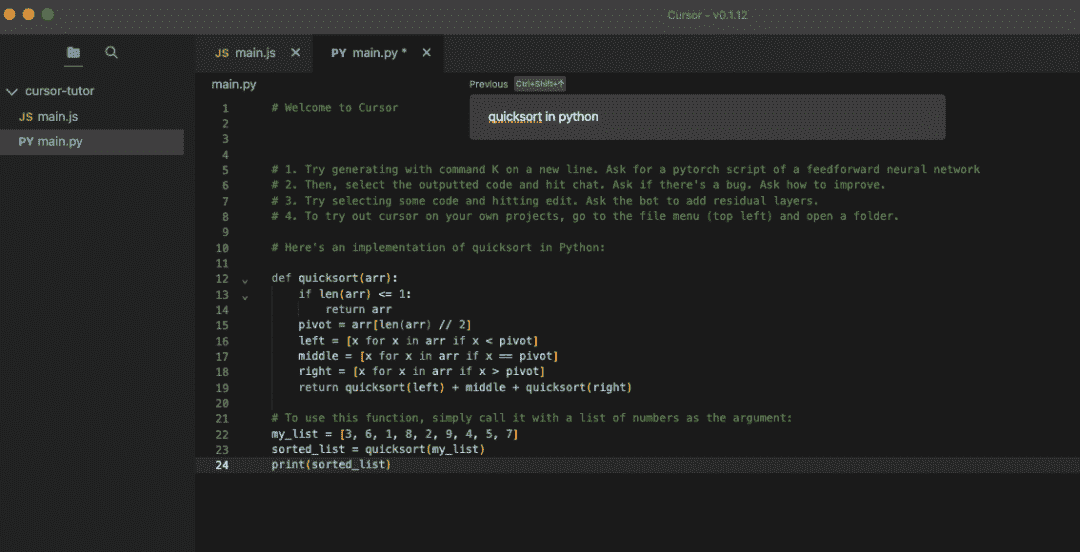 Cursor - v0.1.12
JS main.js ✕ PY main.py * ✕
cursor-tutor
JS main.js
PY main.py
main.py
Previous Ctrl+Shift+↑
quicksort in python
1 # Welcome to Cursor
2
3
4
5 # 1. Try generating with command K on a new line. Ask for a pytorch script of a feedforward neural network
6 # 2. Then, select the outputted code and hit chat. Ask if there's a bug. Ask how to improve.
7 # 3. Try selecting some code and hitting edit. Ask the bot to add residual layers.
8 # 4. To try out cursor on your own projects, go to the file menu (top left) and open a folder.
9
10 # Here's an implementation of quicksort in Python:
11
12 def quicksort(arr):
13     if len(arr) <= 1:
14         return arr
15     pivot = arr[len(arr) // 2]
16     left = [x for x in arr if x < pivot]
17     middle = [x for x in arr if x == pivot]
18     right = [x for x in arr if x > pivot]
19     return quicksort(left) + middle + quicksort(right)
20
21 # To use this function, simply call it with a list of numbers as the argument:
22 my_list = [3, 6, 1, 8, 2, 9, 4, 5, 7]
23 sorted_list = quicksort(my_list)
24 print(sorted_list)